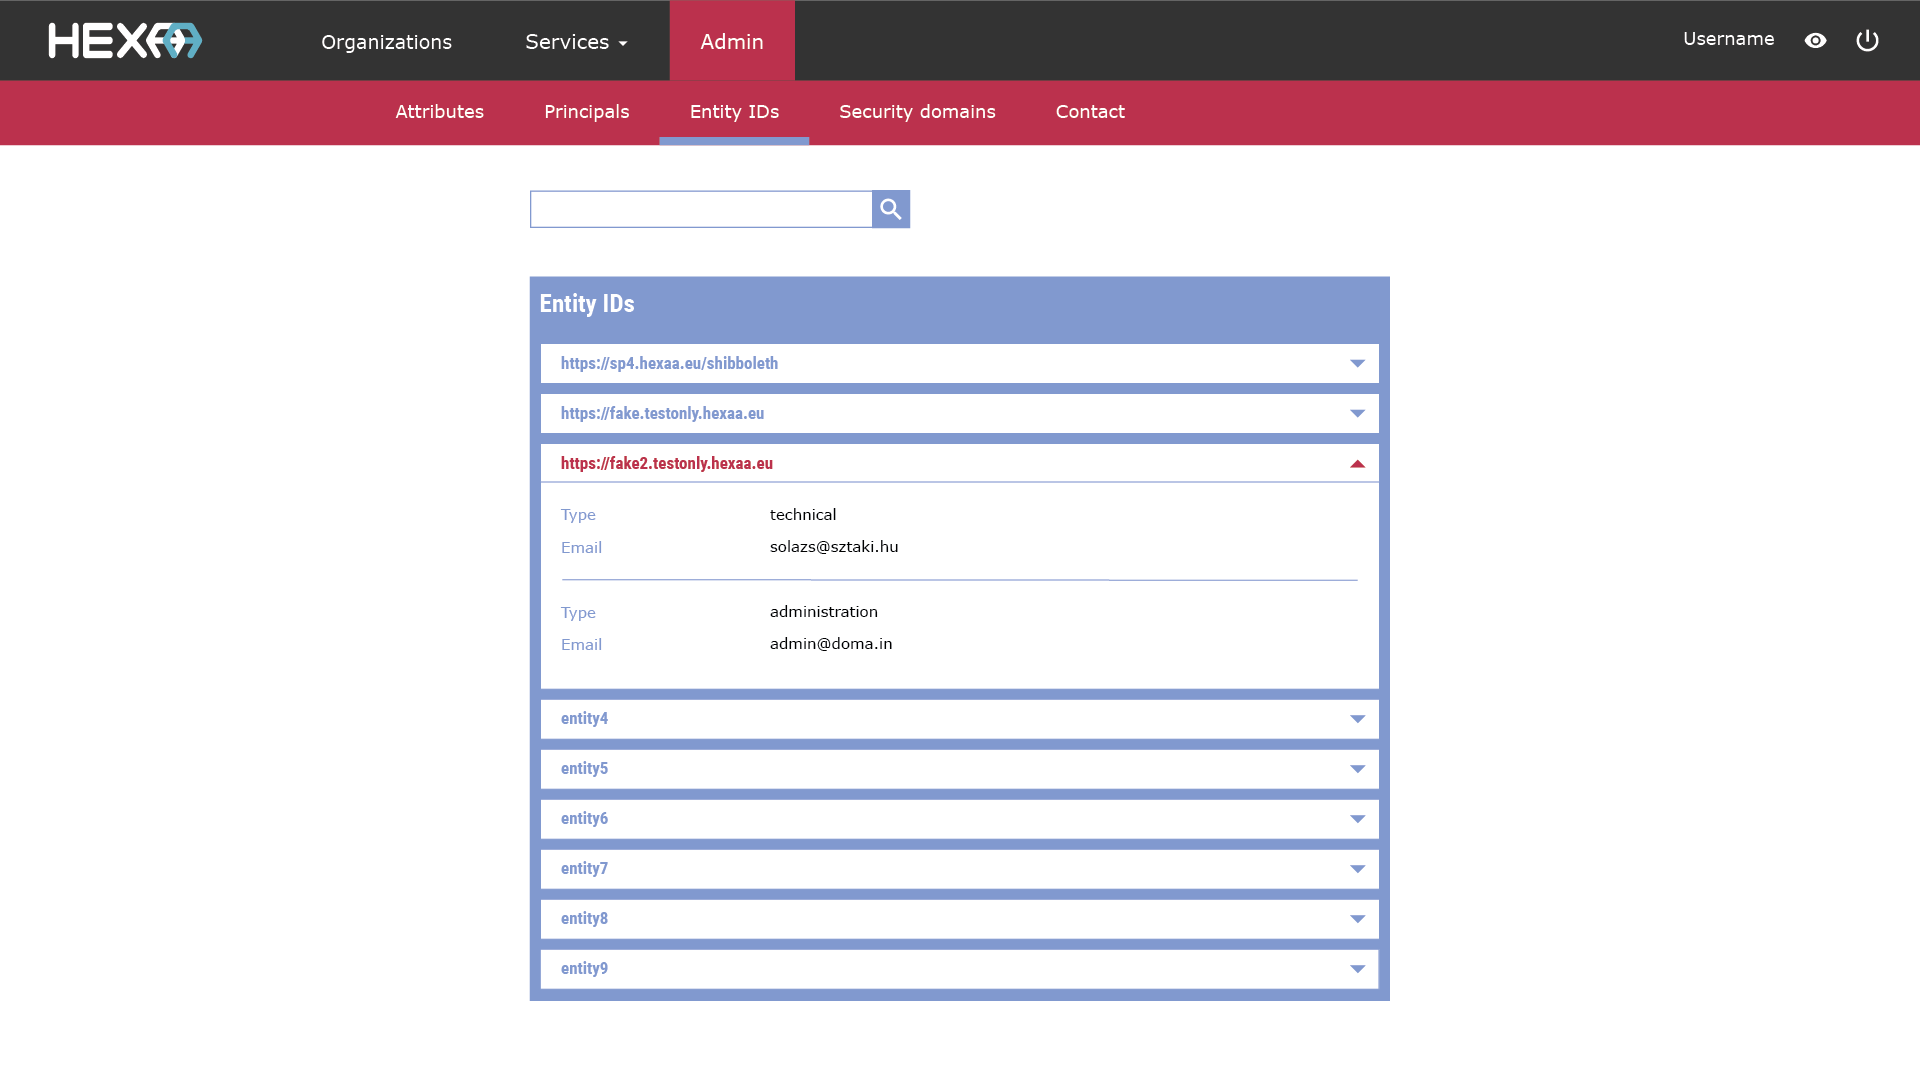 HEXAA
Organizations
Services
Admin
Username
Attributes
Principals
Entity IDs
Security domains
Contact
Entity IDs
https://sp4.hexaa.eu/shibboleth
https://fake.testonly.hexaa.eu
https://fake2.testonly.hexaa.eu
Type technical
Email solazs@sztaki.hu
Type administration
Email admin@doma.in
entity4
entity5
entity6
entity7
entity8
entity9